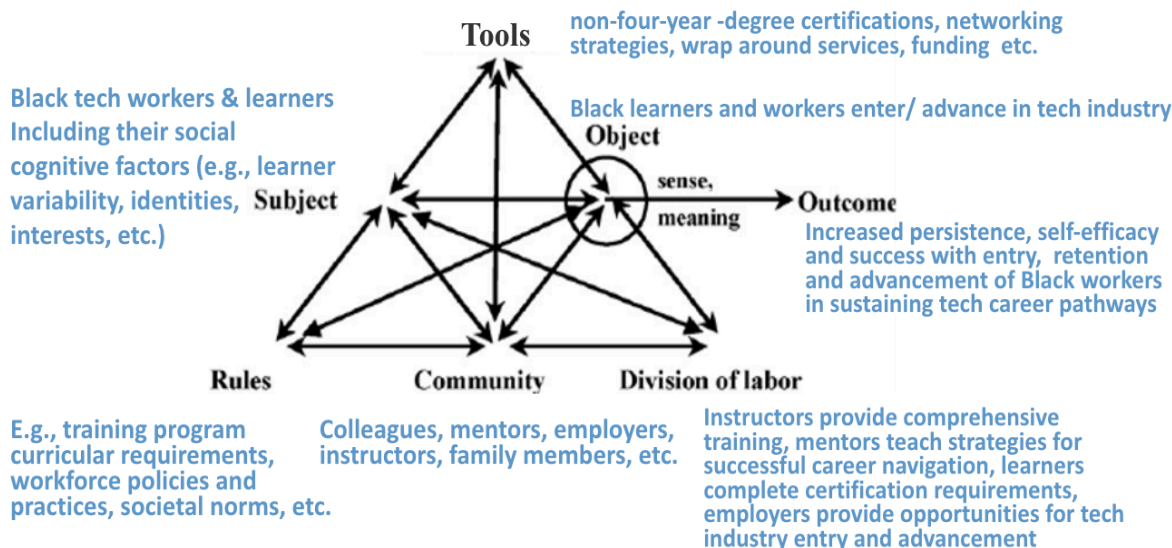 Tools
non-four-year -degree certifications, networking
strategies, wrap around services, funding etc.
Black tech workers & learners
Including their social
cognitive factors (e.g., learner
variability, identities,
interests, etc.)
Subject
Black learners and workers enter/ advance in tech industry
Object
sense,
meaning
Outcome
Increased persistence, self-efficacy
and success with entry, retention
and advancement of Black workers
in sustaining tech career pathways
Rules
Community
Division of labor
E.g., training program
curricular requirements,
workforce policies and
practices, societal norms, etc.
Colleagues, mentors, employers,
instructors, family members, etc.
Instructors provide comprehensive
training, mentors teach strategies for
successful career navigation, learners
complete certification requirements,
employers provide opportunities for tech
industry entry and advancement